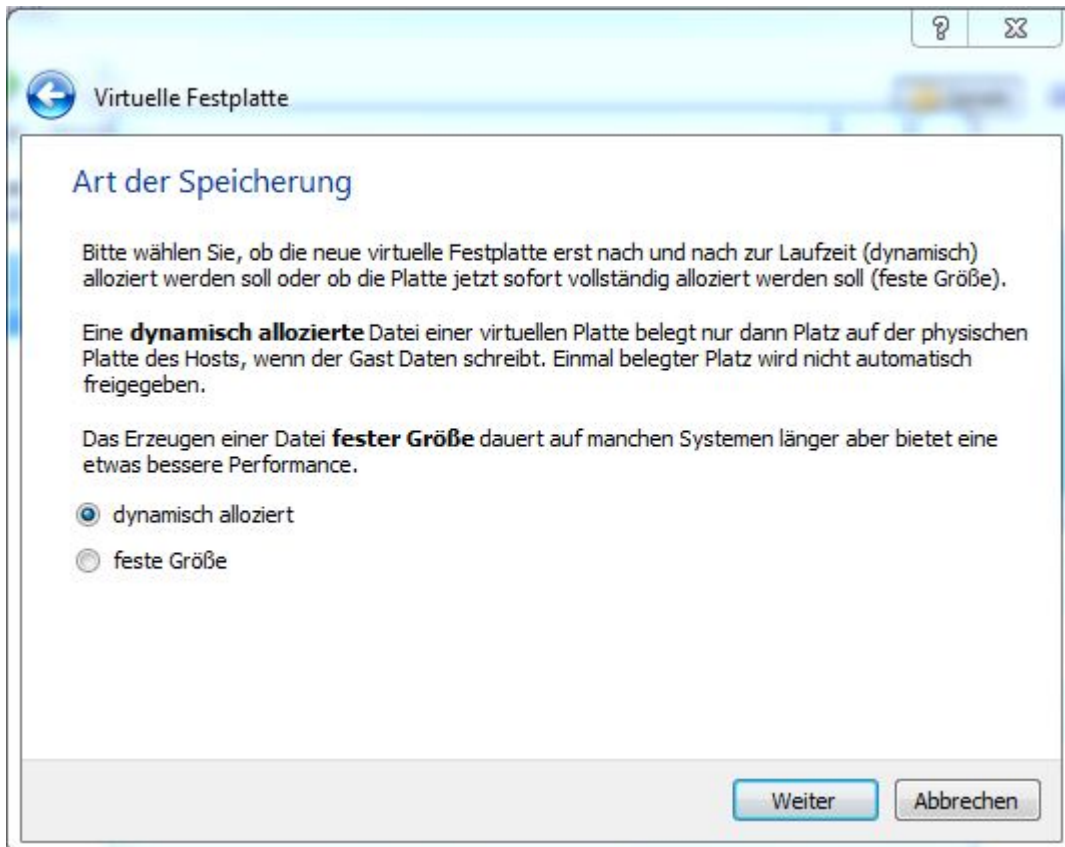 Virtuelle Festplatte
Art der Speicherung
Bitte wählen Sie, ob die neue virtuelle Festplatte erst nach und nach zur Laufzeit (dynamisch)
alloziert werden soll oder ob die Platte jetzt sofort vollständig alloziert werden soll (feste Größe).
Eine dynamisch allozierte Datei einer virtuellen Platte belegt nur dann Platz auf der physischen
Platte des Hosts, wenn der Gast Daten schreibt. Einmal belegter Platz wird nicht automatisch
freigegeben.
Das Erzeugen einer Datei fester Größe dauert auf manchen Systemen länger aber bietet eine
etwas bessere Performance.
dynamisch alloziert
feste Größe
Weiter Abbrechen